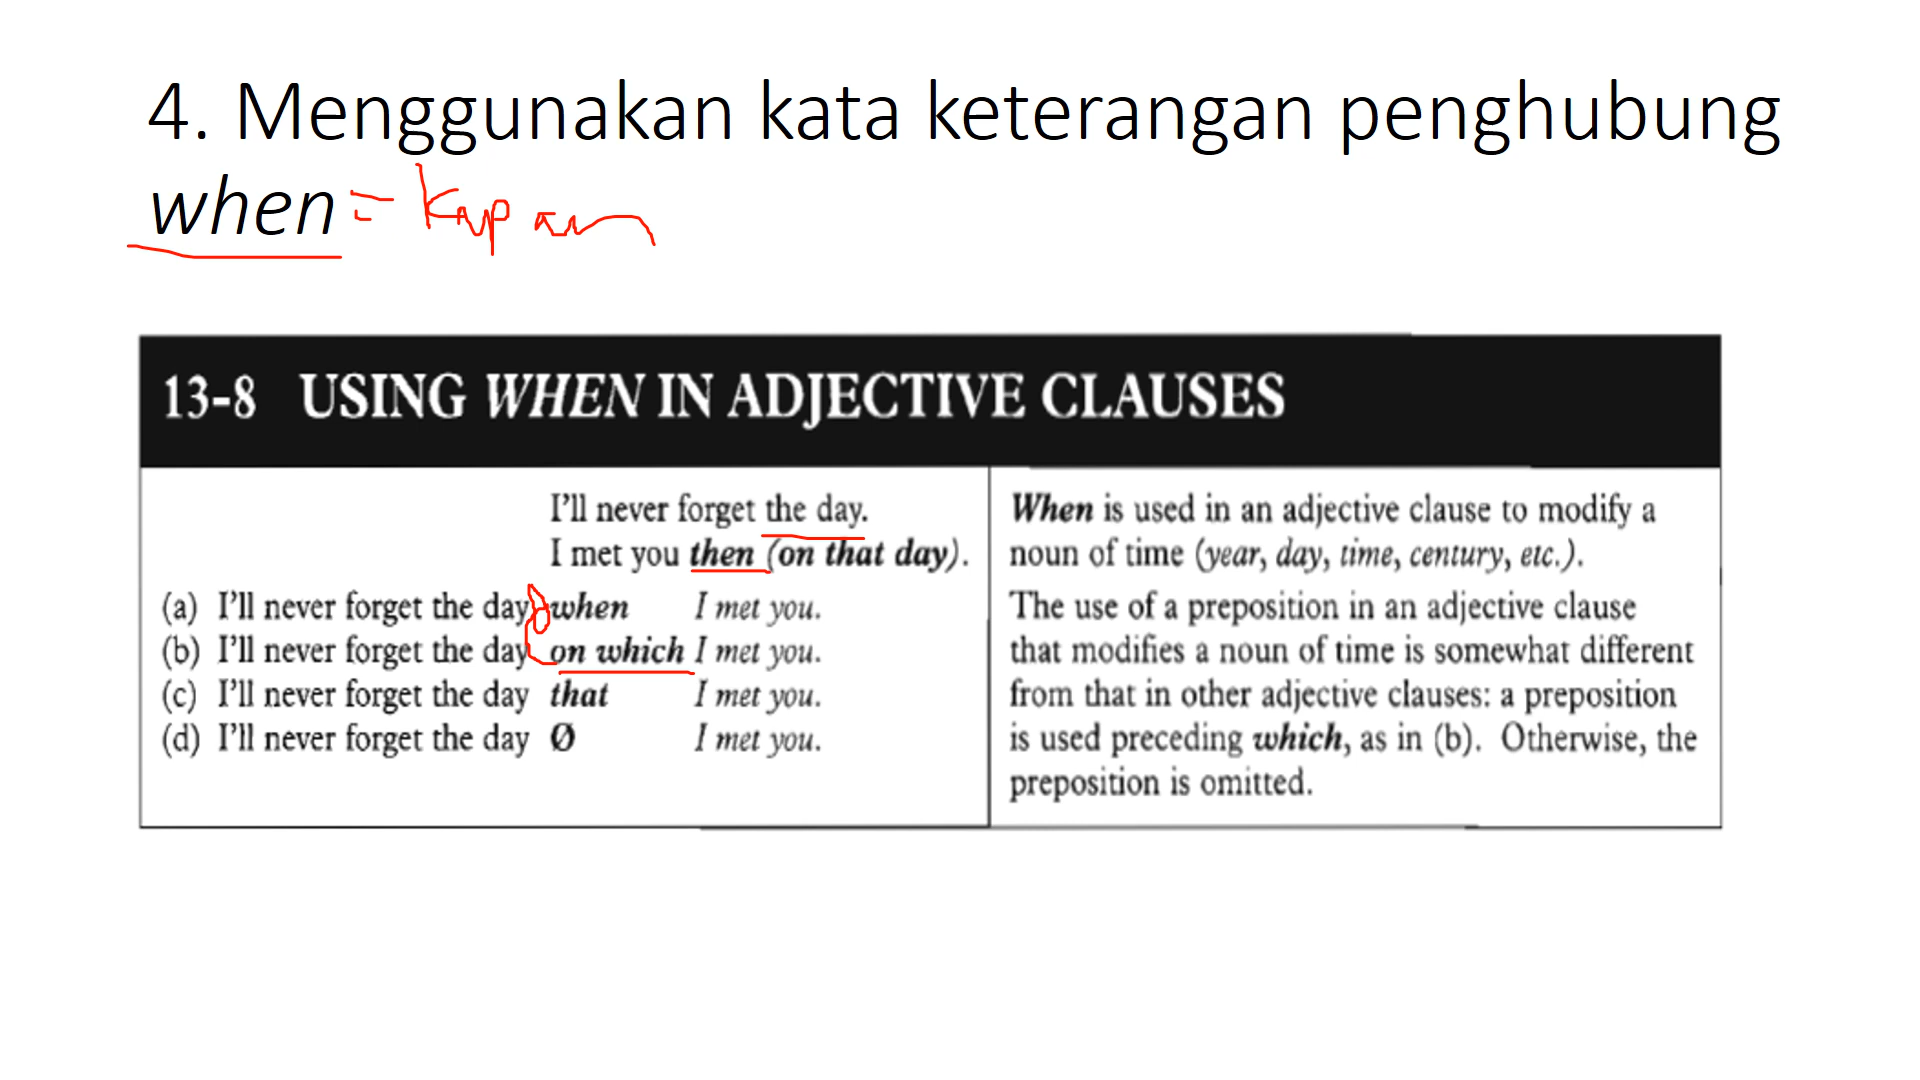 4. Menggunakan kata keterangan penghubung
when = kapan
13-8 USING WHEN IN ADJECTIVE CLAUSES
I'll never forget the day.
I met you then (on that day).
(a) I'll never forget the day when I met you.
(b) I'll never forget the day on which I met you.
(c) I'll never forget the day that I met you.
(d) I'll never forget the day Ø I met you.
When is used in an adjective clause to modify a
noun of time (year, day, time, century, etc.).
The use of a preposition in an adjective clause
that modifies a noun of time is somewhat different
from that in other adjective clauses: a preposition
is used preceding which, as in (b). Otherwise, the
preposition is omitted.